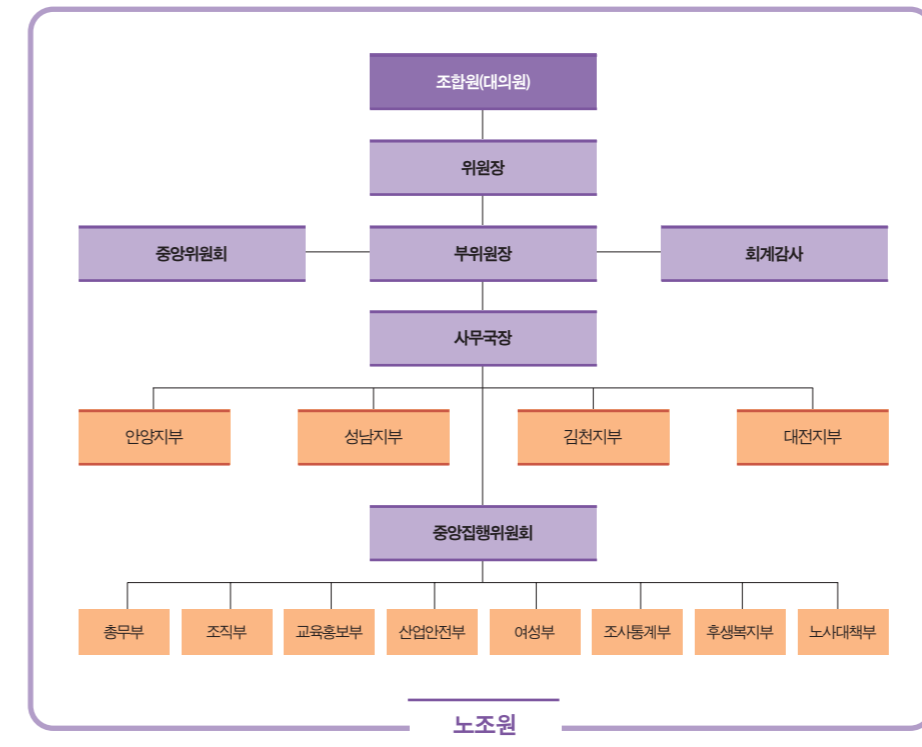 조합원(대의원)
위원장
중앙위원회
부위원장
회계감사
사무국장
안양지부
성남지부
김천지부
대전지부
중앙집행위원회
총무부
조직부
교육홍보부
산업안전부
여성부
조사통계부
후생복지부
노사대책부
노조원